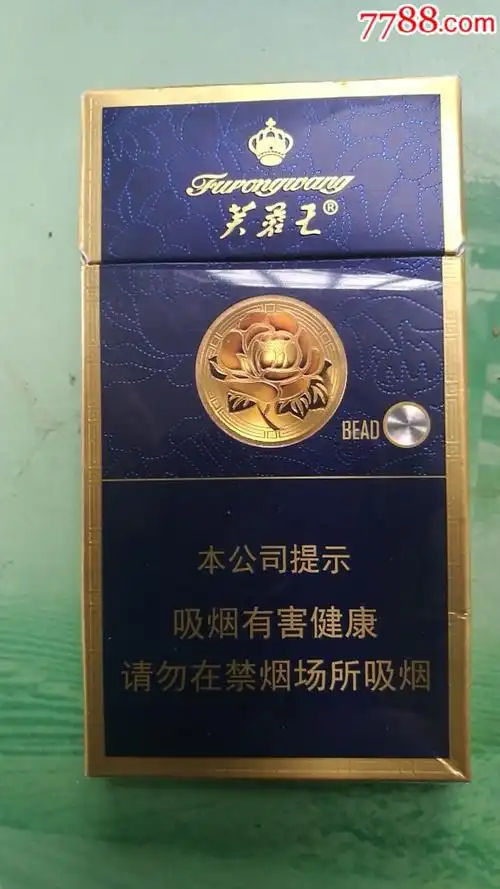 7788.com
Furongwang
芙蓉王®
BEAD
本公司提示
吸烟有害健康
请勿在禁烟场所吸烟